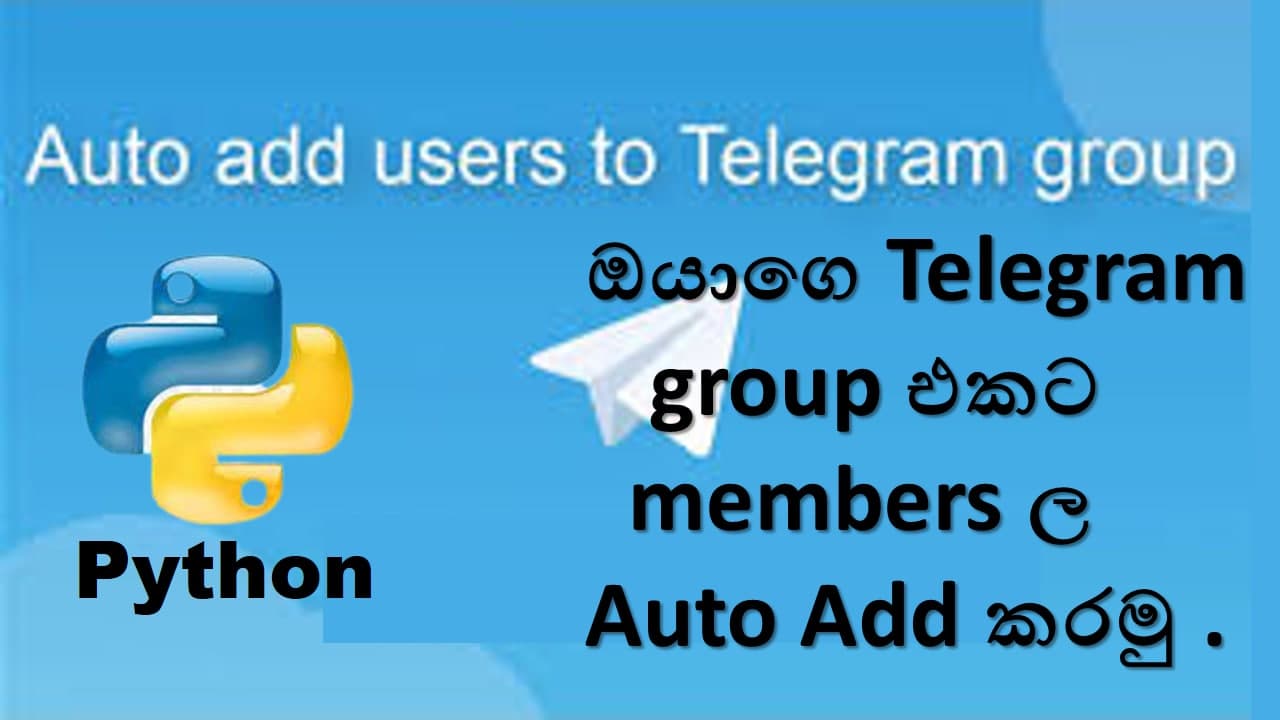 Auto add users to Telegram group
ඔයාගෙ Telegram
group එකට
members ල
Auto Add කරමු .
Python